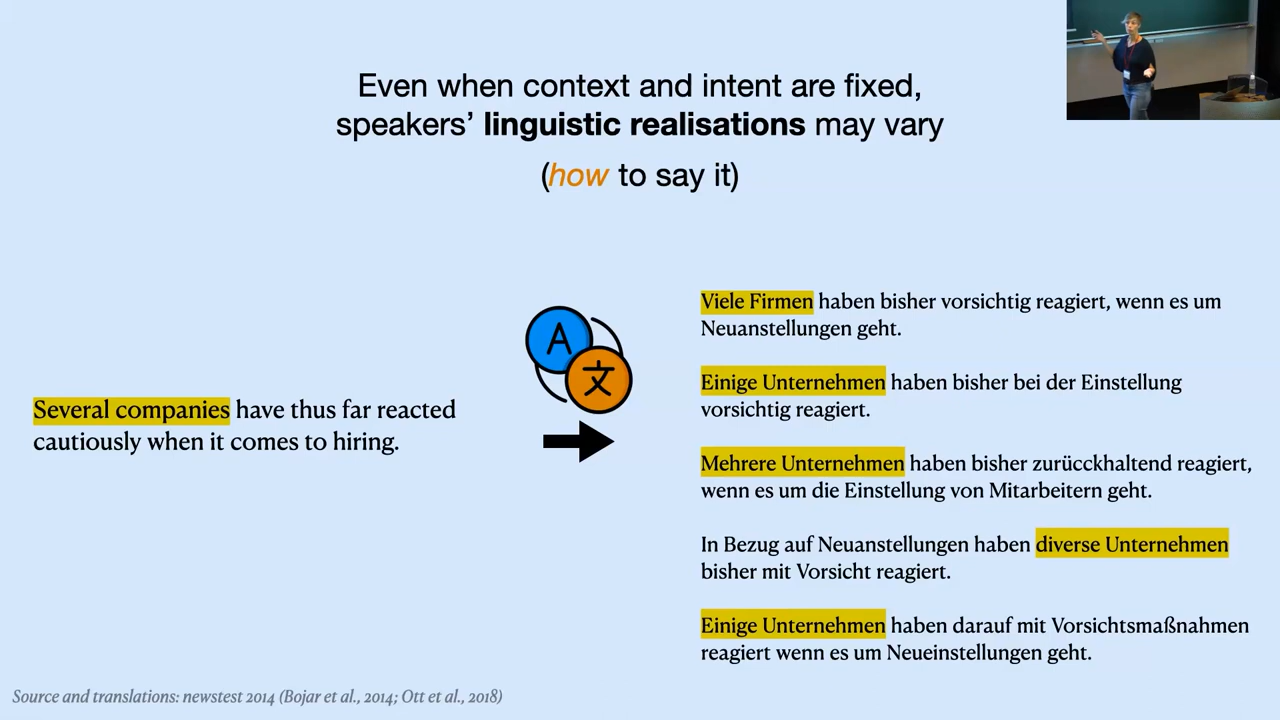 Even when context and intent are fixed,
speakers’ linguistic realisations may vary
(how to say it)
Several companies have thus far reacted
cautiously when it comes to hiring.
A
文
Viele Firmen haben bisher vorsichtig reagiert, wenn es um
Neuanstellungen geht.
Einige Unternehmen haben bisher bei der Einstellung
vorsichtig reagiert.
Mehrere Unternehmen haben bisher zurücckhaltend reagiert,
wenn es um die Einstellung von Mitarbeitern geht.
In Bezug auf Neuanstellungen haben diverse Unternehmen
bisher mit Vorsicht reagiert.
Einige Unternehmen haben darauf mit Vorsichtsmaßnahmen
reagiert wenn es um Neueinstellungen geht.
Source and translations: newstest 2014 (Bojar et al., 2014; Ott et al., 2018)